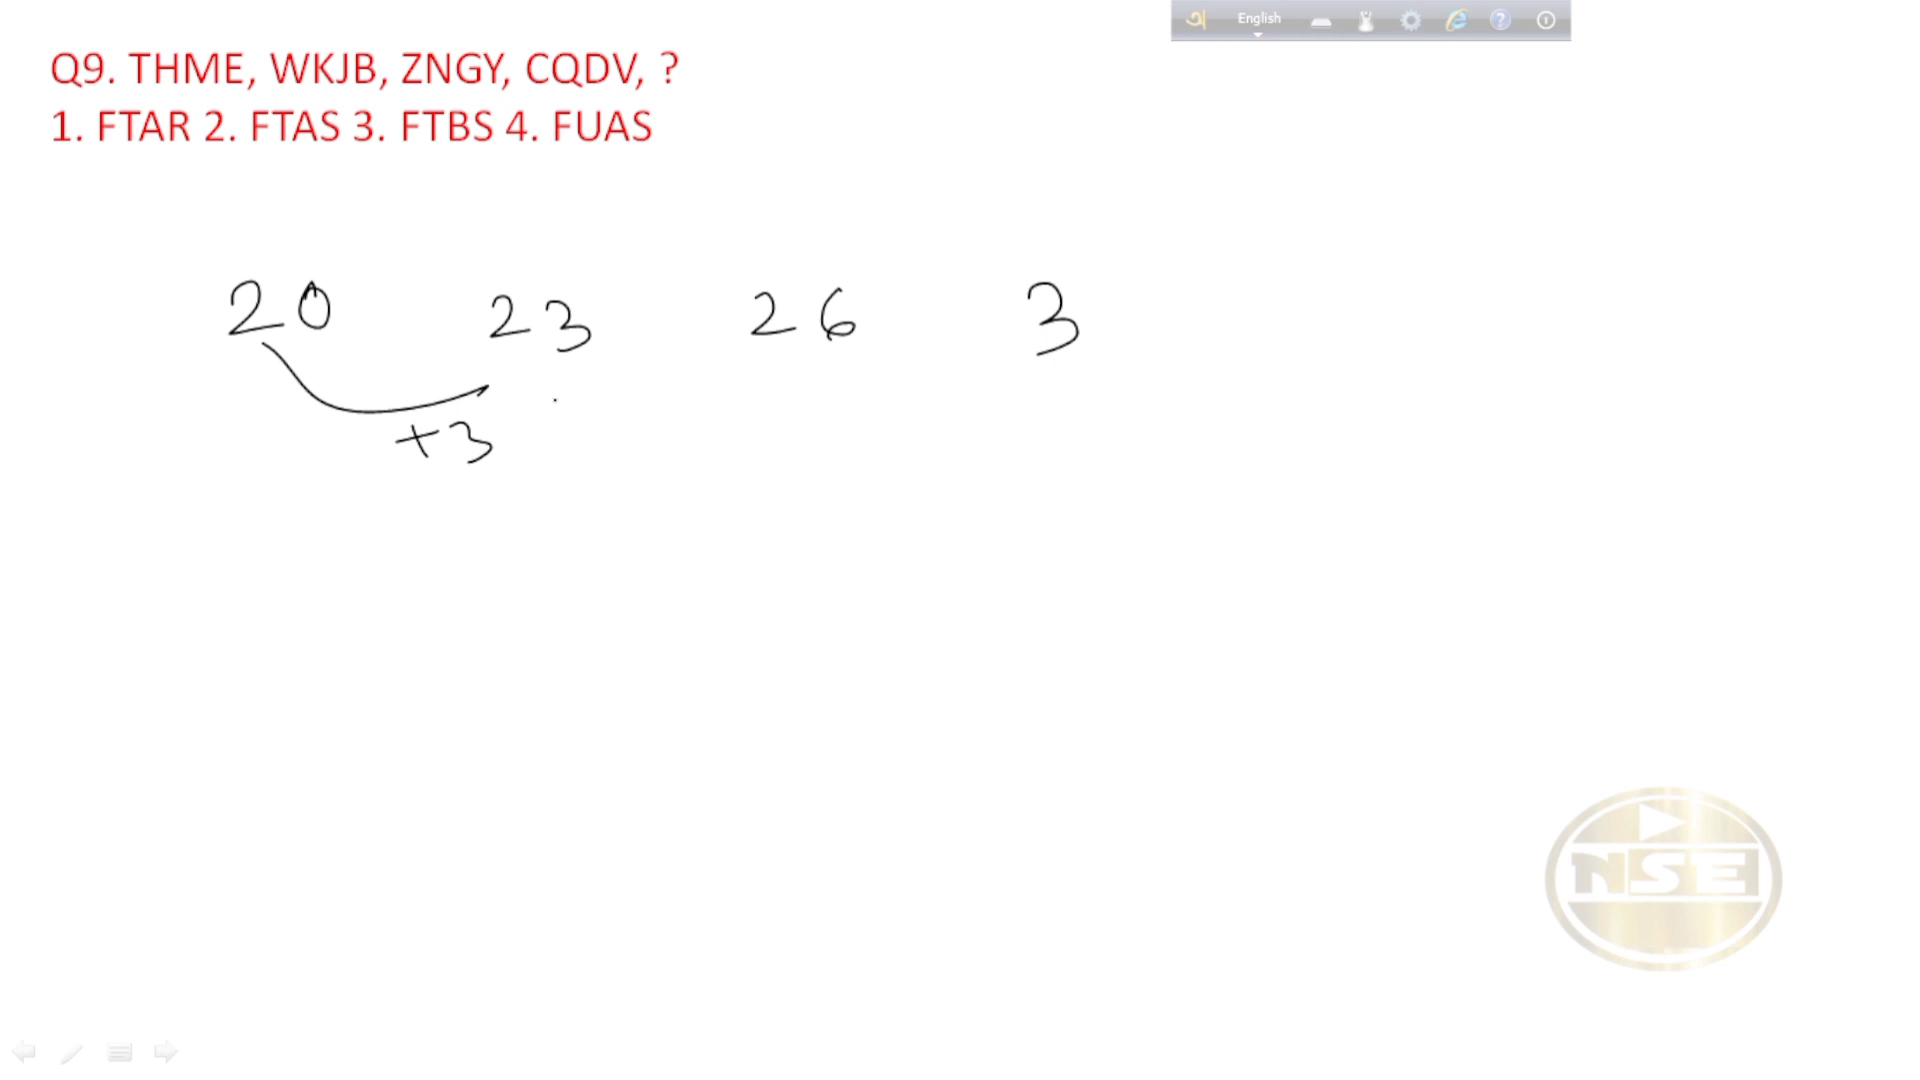 English
Q9. THME, WKJB, ZNGY, CQDV, ?
1. FTAR 2. FTAS 3. FTBS 4. FUAS
20 23 26 3
+3
NSE